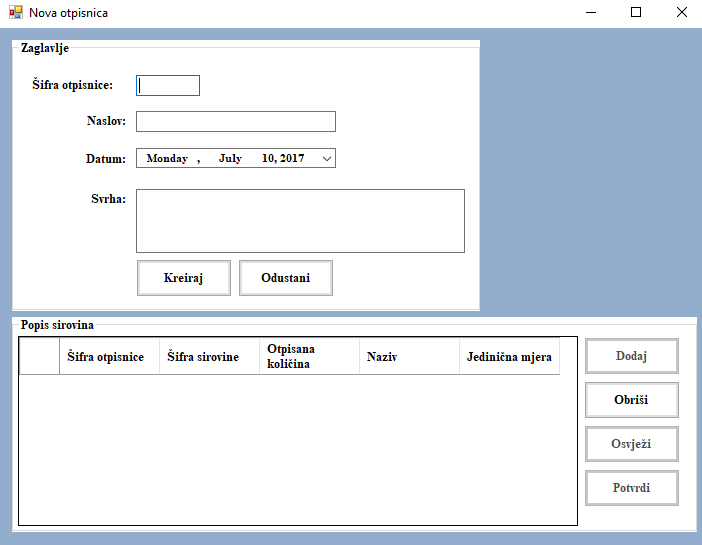 Nova otpisnica
Zaglavlje
Šifra otpisnice:
Naslov:
Datum: Monday , July 10, 2017
Svrha:
Kreiraj Odustani
Popis sirovina
Šifra otpisnice Šifra sirovine Otpisana količina Naziv Jedinična mjera
Dodaj
Obriši
Osvježi
Potvrdi